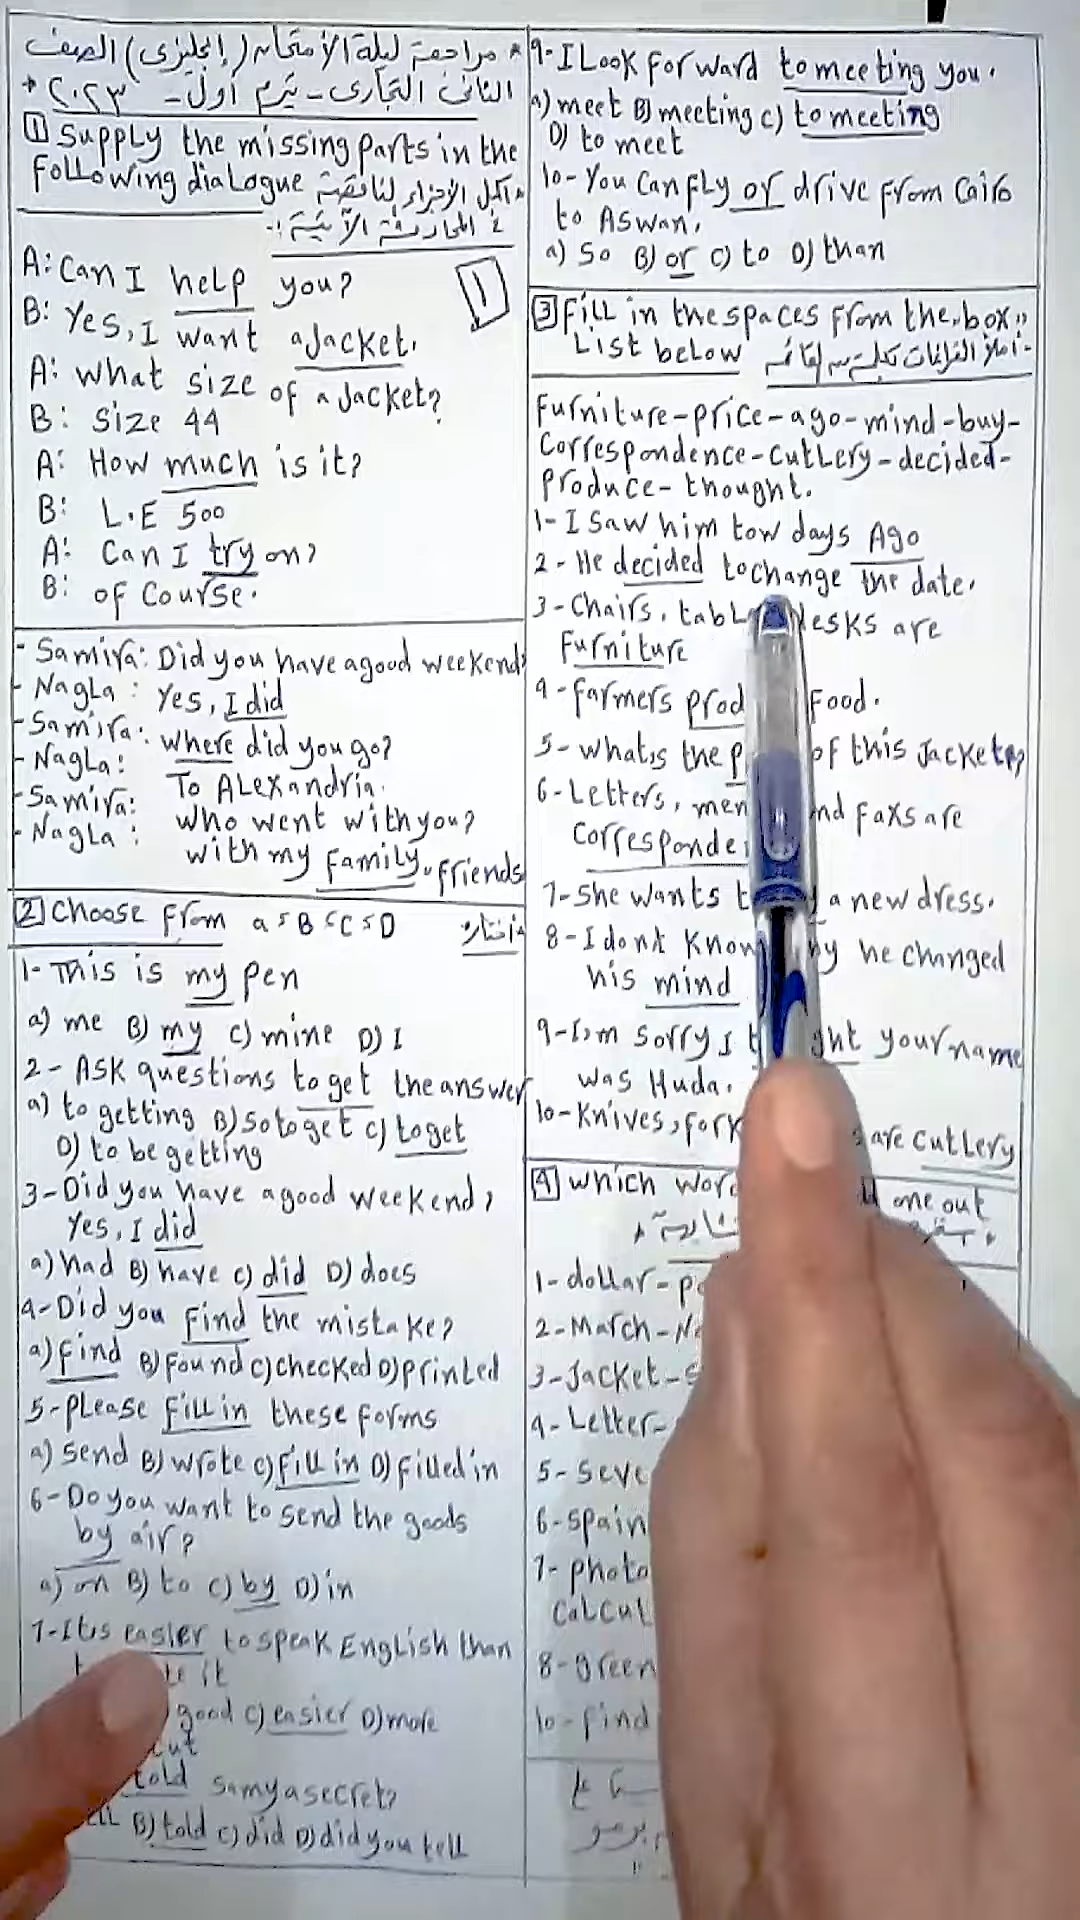 * مراجعة ليلة الامتحان (إنجليزى) الصف
الثانى التجارى - ترم أول - ٢٠٢٣ *
1 Supply the missing parts in the
following dialogue أكمل الأجزاء الناقصة
المحادثة الآتية:
1
A: Can I help you?
B: Yes, I want a Jacket.
A: What size of a Jacket?
B: Size 44
A: How much is it?
B: L.E 500
A: Can I try on?
B: of Course.
- Samira: Did you have a good weekend?
- Nagla: Yes, I did
- Samira: Where did you go?
- Nagla: To Alexandria.
- Samira: Who went with you?
- Nagla: with my Family, friends
2 Choose from a, B, C, D
1- This is my pen
a) me B) my C) mine D) I
2- Ask questions to get the answer
a) to getting B) So to get C) to get
D) to be getting
3- Did you have a good weekend?
Yes, I did
a) had B) have C) did D) does
4- Did you find the mistake?
a) find B) Found C) checked D) printed
5- Please fill in these forms
a) send B) wrote C) fill in D) filled in
6- Do you want to send the goods
by air?
a) on B) to C) by D) in
7- It,s easier to speak English than
it
good C) easier D) more
told samy a secret?
B) told C) did D) did you tell
9- I Look forward to meeting you.
a) meet B) meeting C) to meeting
D) to meet
10- You Can fly or drive from Cairo
to Aswan.
a) So B) or C) to D) than
3 Fill in the spaces from the box,,
List below
Furniture - price - ago - mind - buy -
Correspondence - Cutlery - decided -
Produce - thought.
1- I saw him tow days Ago
2- He decided to change the date.
3- Chairs, are
Furniture
4- farmers Food.
5- what,s the of this Jacket?
6- Letters, faxs are
7- She wants a new dress.
8- I don't he changed
his mind
9- I,m sorry I your name
was Huda.
10- Knives, are Cutlery
4 which one out
1- dollar -
2- March -
3- Jacket -
4- Letter -
5-
6- Spain
7-
8- green
10- find